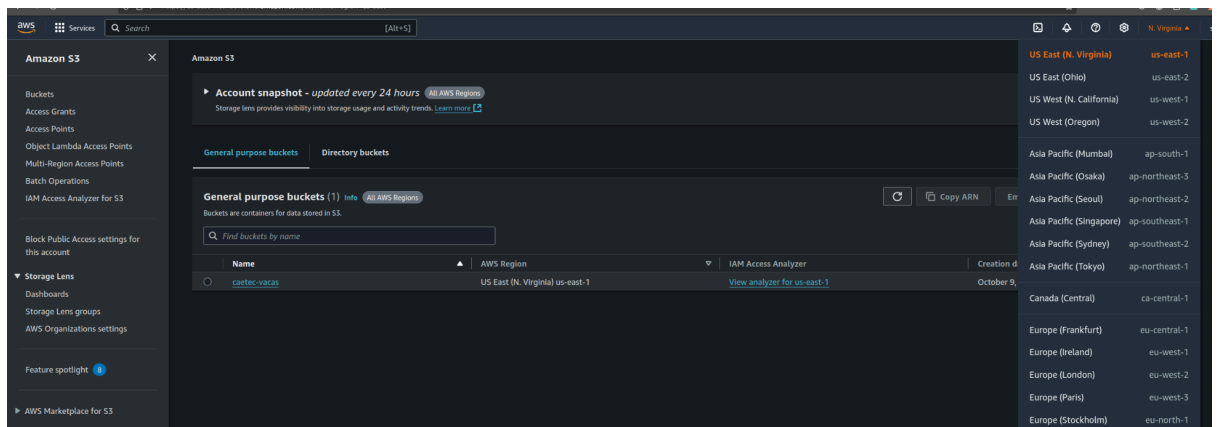 aws
Services
Search
[Alt+S]
N. Virginia
Amazon S3
Buckets
Access Grants
Access Points
Object Lambda Access Points
Multi-Region Access Points
Batch Operations
IAM Access Analyzer for S3
Block Public Access settings for
this account
Storage Lens
Dashboards
Storage Lens groups
AWS Organizations settings
Feature spotlight 8
AWS Marketplace for S3
Amazon S3
Account snapshot - updated every 24 hours All AWS Regions
Storage lens provides visibility into storage usage and activity trends. Learn more
General purpose buckets Directory buckets
General purpose buckets (1) Info All AWS Regions
Buckets are containers for data stored in S3.
Copy ARN
Em
Find buckets by name
Name AWS Region IAM Access Analyzer Creation d
caetec-vacas US East (N. Virginia) us-east-1 View analyzer for us-east-1 October 9,
US East (N. Virginia) us-east-1
US East (Ohio) us-east-2
US West (N. California) us-west-1
US West (Oregon) us-west-2
Asia Pacific (Mumbai) ap-south-1
Asia Pacific (Osaka) ap-northeast-3
Asia Pacific (Seoul) ap-northeast-2
Asia Pacific (Singapore) ap-southeast-1
Asia Pacific (Sydney) ap-southeast-2
Asia Pacific (Tokyo) ap-northeast-1
Canada (Central) ca-central-1
Europe (Frankfurt) eu-central-1
Europe (Ireland) eu-west-1
Europe (London) eu-west-2
Europe (Paris) eu-west-3
Europe (Stockholm) eu-north-1